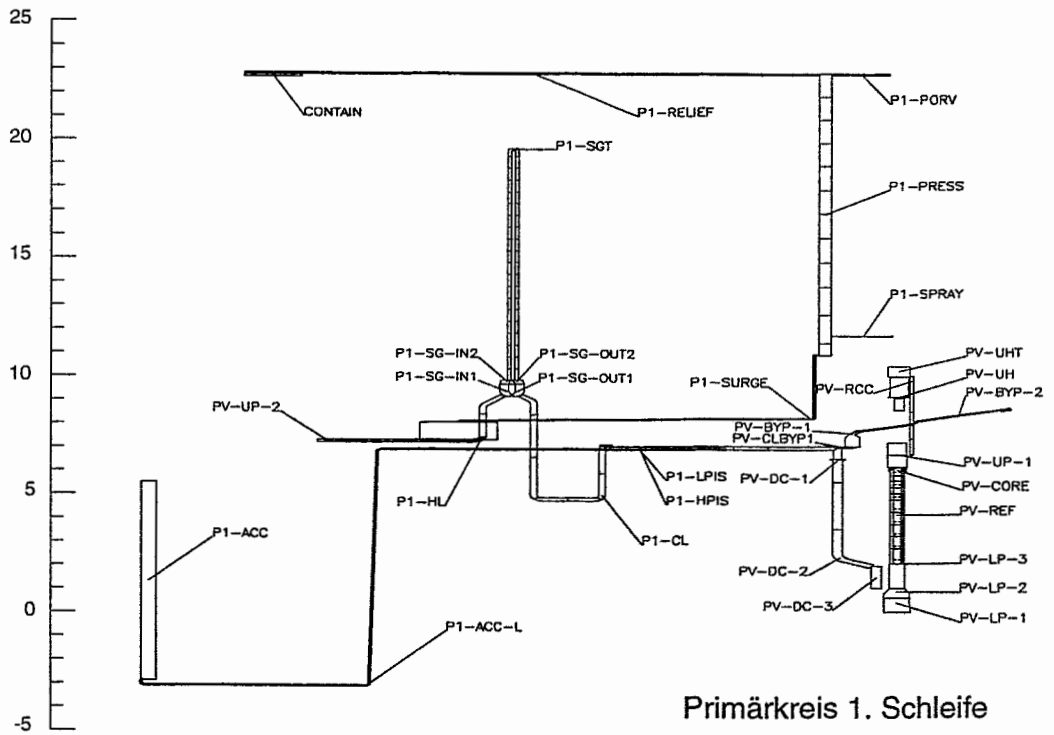 25
CONTAIN
P1-RELIEF
P1-PORV
20
P1-SGT
P1-PRESS
15
P1-SPRAY
P1-SG-IN2
P1-SG-OUT2
PV-UHT
10
P1-SG-IN1
P1-SG-OUT1
P1-SURGE
PV-RCC
PV-UH
PV-BYP-2
PV-UP-2
PV-BYP-1
PV-CLBYP1
PV-UP-1
P1-LPIS
PV-DC-1
PV-CORE
5
P1-HL
P1-HPIS
PV-REF
P1-ACC
P1-CL
PV-LP-3
PV-DC-2
PV-LP-2
0
PV-DC-3
PV-LP-1
P1-ACC-L
-5
Primärkreis 1. Schleife